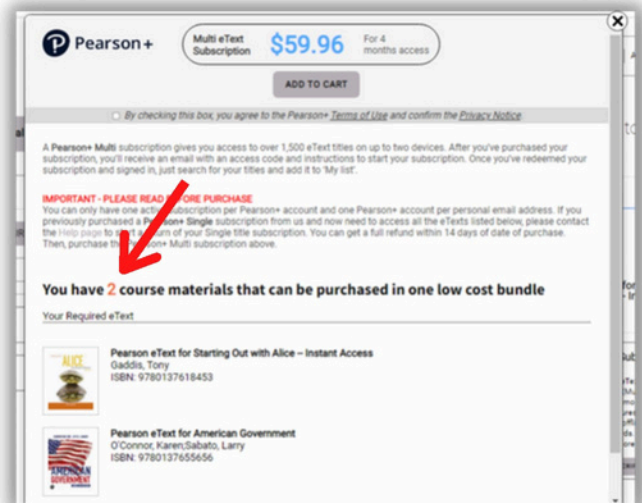 Pearson+
Multi eText
Subscription
$59.96
For 4
months access
ADD TO CART
By checking this box, you agree to the Pearson+ Terms of Use and confirm the Privacy Notice.
A Pearson+ Multi subscription gives you access to over 1,500 eText titles on up to two devices. After you've purchased your
subscription, you'll receive an email with an access code and instructions to start your subscription. Once you've redeemed your
subscription and signed in, just search for your titles and add it to 'My list'.
IMPORTANT - PLEASE READ BEFORE PURCHASE
You can only have one active subscription per Pearson+ account and one Pearson+ account per personal email address. If you
previously purchased a Pearson+ Single subscription from us and now need to access all the eTexts listed below, please contact
the Help page to start a return of your Single title subscription. You can get a full refund within 14 days of date of purchase.
Then, purchase the Pearson+ Multi subscription above.
You have 2 course materials that can be purchased in one low cost bundle
Your Required eText
ALICE
Pearson eText for Starting Out with Alice – Instant Access
Gaddis, Tony
ISBN: 9780137618453
AMERICAN
GOVERNMENT
Pearson eText for American Government
O'Connor, Karen;Sabato, Larry
ISBN: 9780137655656